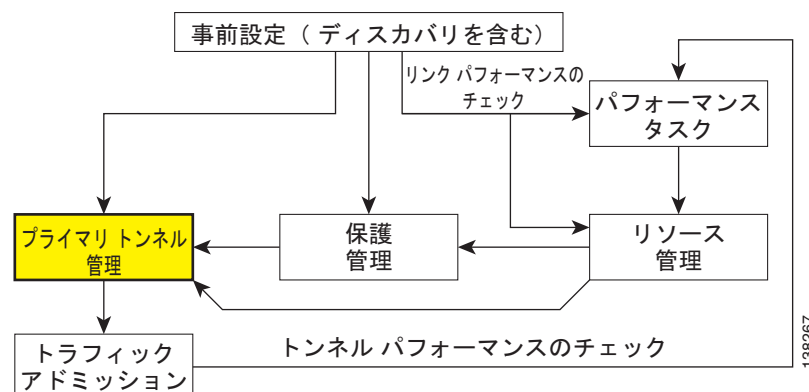 事前設定（ ディスカバリを含む）
リンク パフォーマンスの
チェック
パフォーマンス
タスク
プライマリ トンネル
管理
保護
管理
リソース
管理
トラフィック
アドミッション
トンネル パフォーマンスのチェック
138267